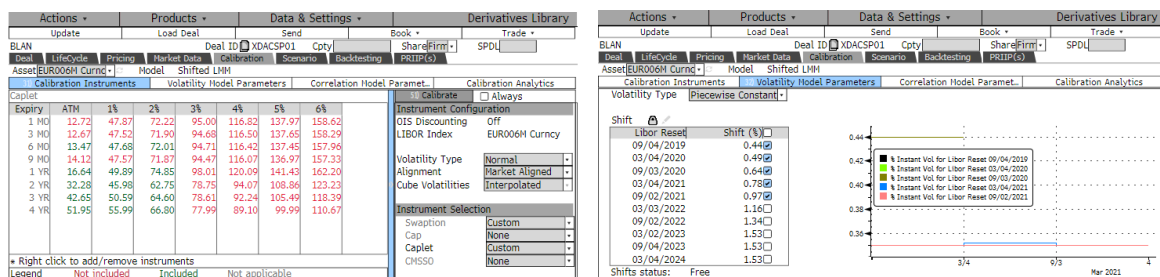 Actions Products Data & Settings Derivatives Library
Update Load Deal Send Book Trade
BLAN Deal ID XDACSP01 Cpty Share Firm SPDL
Deal LifeCycle Pricing Market Data Calibration Scenario Backtesting PRIIP(s)
Asset EUR006M Curnc Model Shifted LMM
Calibration Instruments Volatility Model Parameters Correlation Model Paramet... Calibration Analytics
Caplet Calibrate Always
Expiry ATM 1% 2% 3% 4% 5% 6% Instrument Configuration
1 MO 12.72 47.87 72.22 95.00 116.82 137.97 158.62 OIS Discounting Off
3 MO 12.67 47.52 71.90 94.68 116.50 137.65 158.29 LIBOR Index EUR006M Curncy
6 MO 13.47 47.68 72.01 94.71 116.42 137.45 157.96
9 MO 14.12 47.57 71.87 94.47 116.07 136.97 157.33 Volatility Type Normal
1 YR 16.64 49.89 74.85 98.01 120.09 141.43 162.20 Alignment Market Aligned
2 YR 32.28 45.98 62.75 78.75 94.07 108.86 123.23 Cube Volatilities Interpolated
3 YR 42.65 50.59 64.60 78.61 92.24 105.49 118.39
4 YR 51.95 55.99 66.80 77.99 89.10 99.99 110.67 Instrument Selection
Swaption Custom
Cap None
Caplet Custom
CMSSO None
* Right click to add/remove instruments
Legend Not included Included Not applicable
Actions Products Data & Settings Derivatives Library
Update Load Deal Send Book Trade
BLAN Deal ID XDACSP01 Cpty Share Firm SPDL
Deal LifeCycle Pricing Market Data Calibration Scenario Backtesting PRIIP(s)
Asset EUR006M Curnc Model Shifted LMM
Calibration Instruments Volatility Model Parameters Correlation Model Paramet... Calibration Analytics
Volatility Type Piecewise Constant
Shift
Libor Reset Shift (%)
09/04/2019 0.44
03/04/2020 0.49
09/03/2020 0.64
03/04/2021 0.78
09/02/2021 0.97
03/03/2022 1.16
09/02/2022 1.34
03/02/2023 1.53
09/04/2023 1.53
03/04/2024 1.53
Shifts status: Free
0.44
0.42
0.40
0.38
0.36
% Instant Vol for Libor Reset 09/04/2019
% Instant Vol for Libor Reset 03/04/2020
% Instant Vol for Libor Reset 09/03/2020
% Instant Vol for Libor Reset 03/04/2021
% Instant Vol for Libor Reset 09/02/2021
3/4 9/3 4
Mar 2021